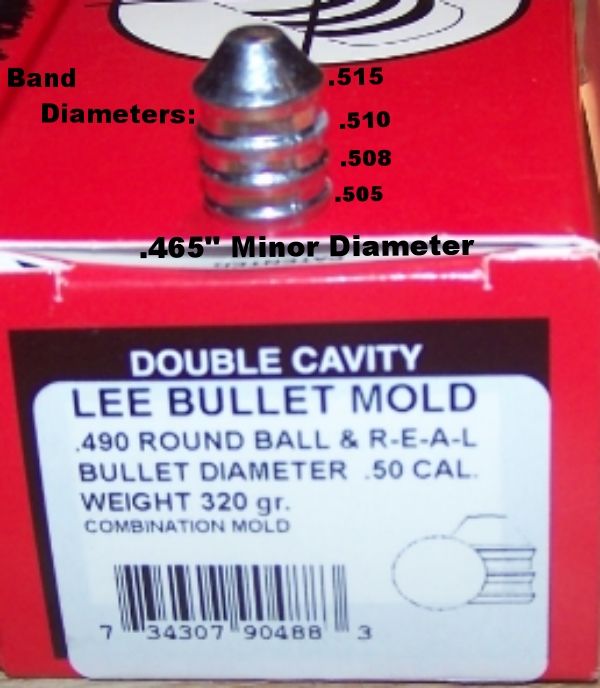 Band .515
Diameters: .510
.508
.505
.465" Minor Diameter
DOUBLE CAVITY
LEE BULLET MOLD
.490 ROUND BALL & R-E-A-L
BULLET DIAMETER .50 CAL.
WEIGHT 320 gr.
COMBINATION MOLD
7 34307 90488 3